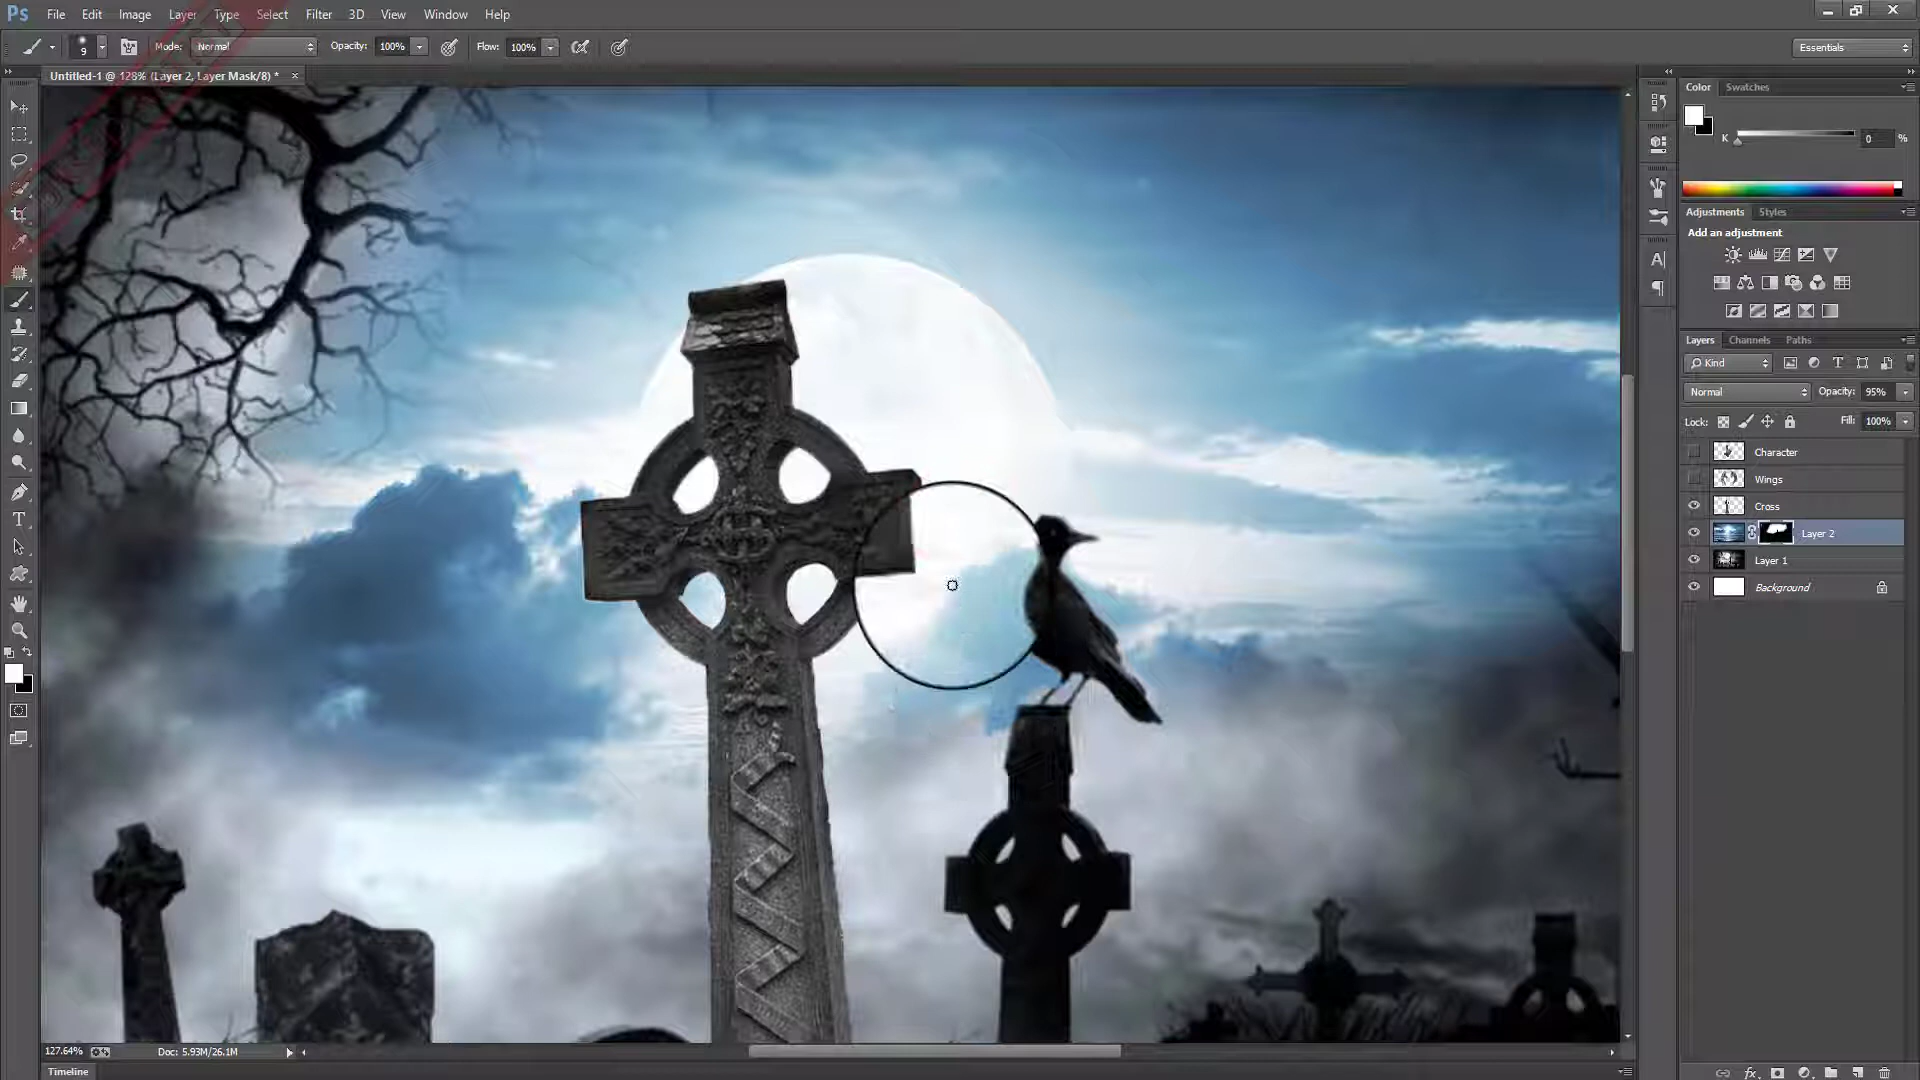 Ps File Edit Image Layer Type Select Filter 3D View Window Help
9 Mode: Normal Opacity: 100% Flow: 100% Essentials
Untitled-1 @ 128% (Layer 2, Layer Mask/8) * ×
Color Swatches
K 0 %
Adjustments Styles
Add an adjustment
Layers Channels Paths
Kind
Normal Opacity: 95%
Lock: Fill: 100%
Character
Wings
Cross
Layer 2
Layer 1
Background
127.64% Doc: 5.93M/26.1M
Timeline